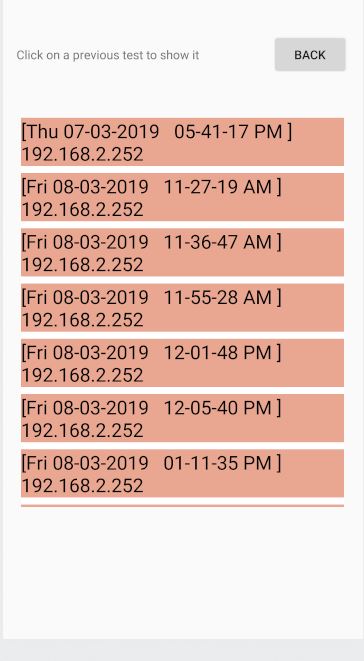 Click on a previous test to show it
BACK
[Thu 07-03-2019   05-41-17 PM ]
192.168.2.252
[Fri 08-03-2019   11-27-19 AM ]
192.168.2.252
[Fri 08-03-2019   11-36-47 AM ]
192.168.2.252
[Fri 08-03-2019   11-55-28 AM ]
192.168.2.252
[Fri 08-03-2019   12-01-48 PM ]
192.168.2.252
[Fri 08-03-2019   12-05-40 PM ]
192.168.2.252
[Fri 08-03-2019   01-11-35 PM ]
192.168.2.252